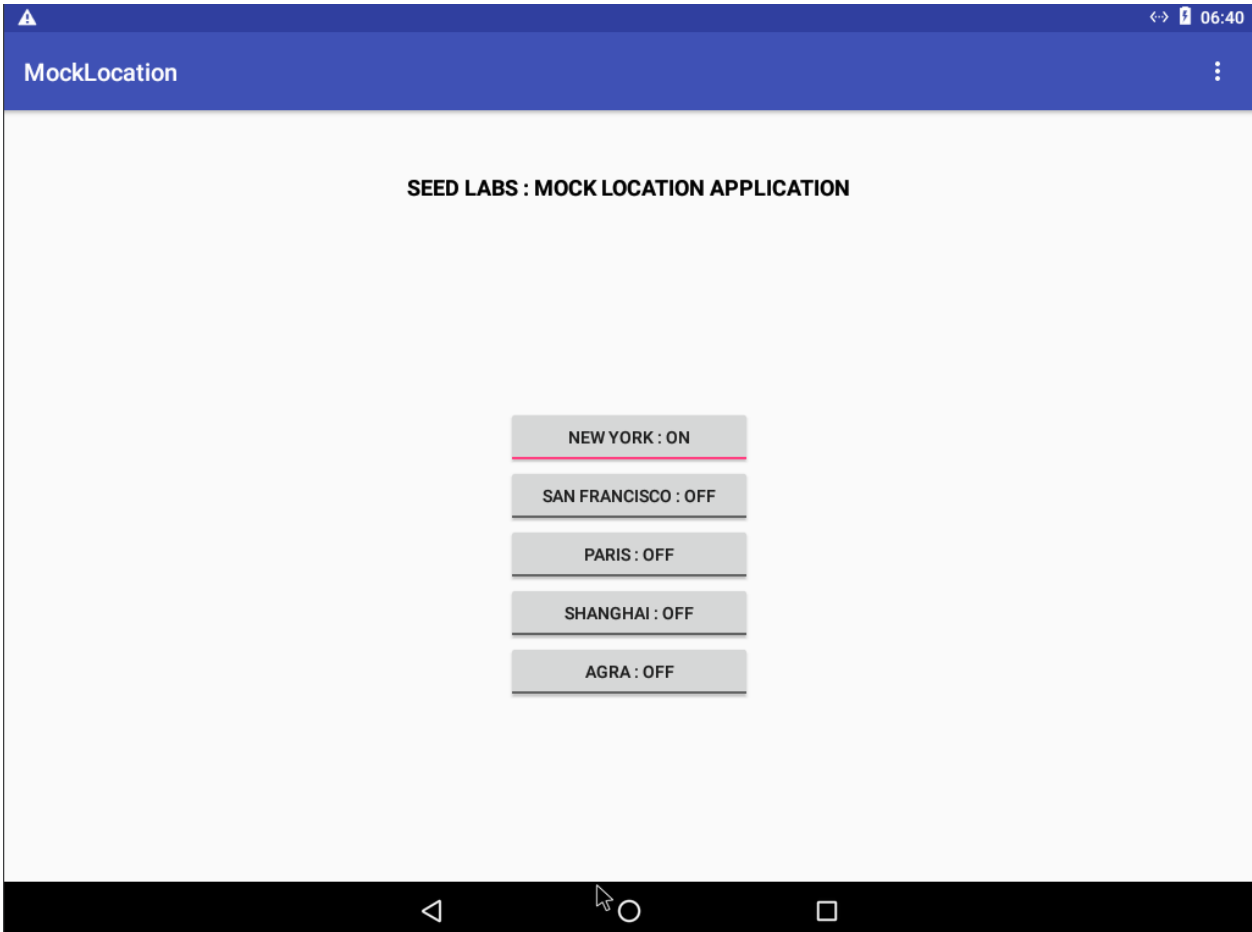 06:40
MockLocation
SEED LABS : MOCK LOCATION APPLICATION
NEW YORK : ON
SAN FRANCISCO : OFF
PARIS : OFF
SHANGHAI : OFF
AGRA : OFF